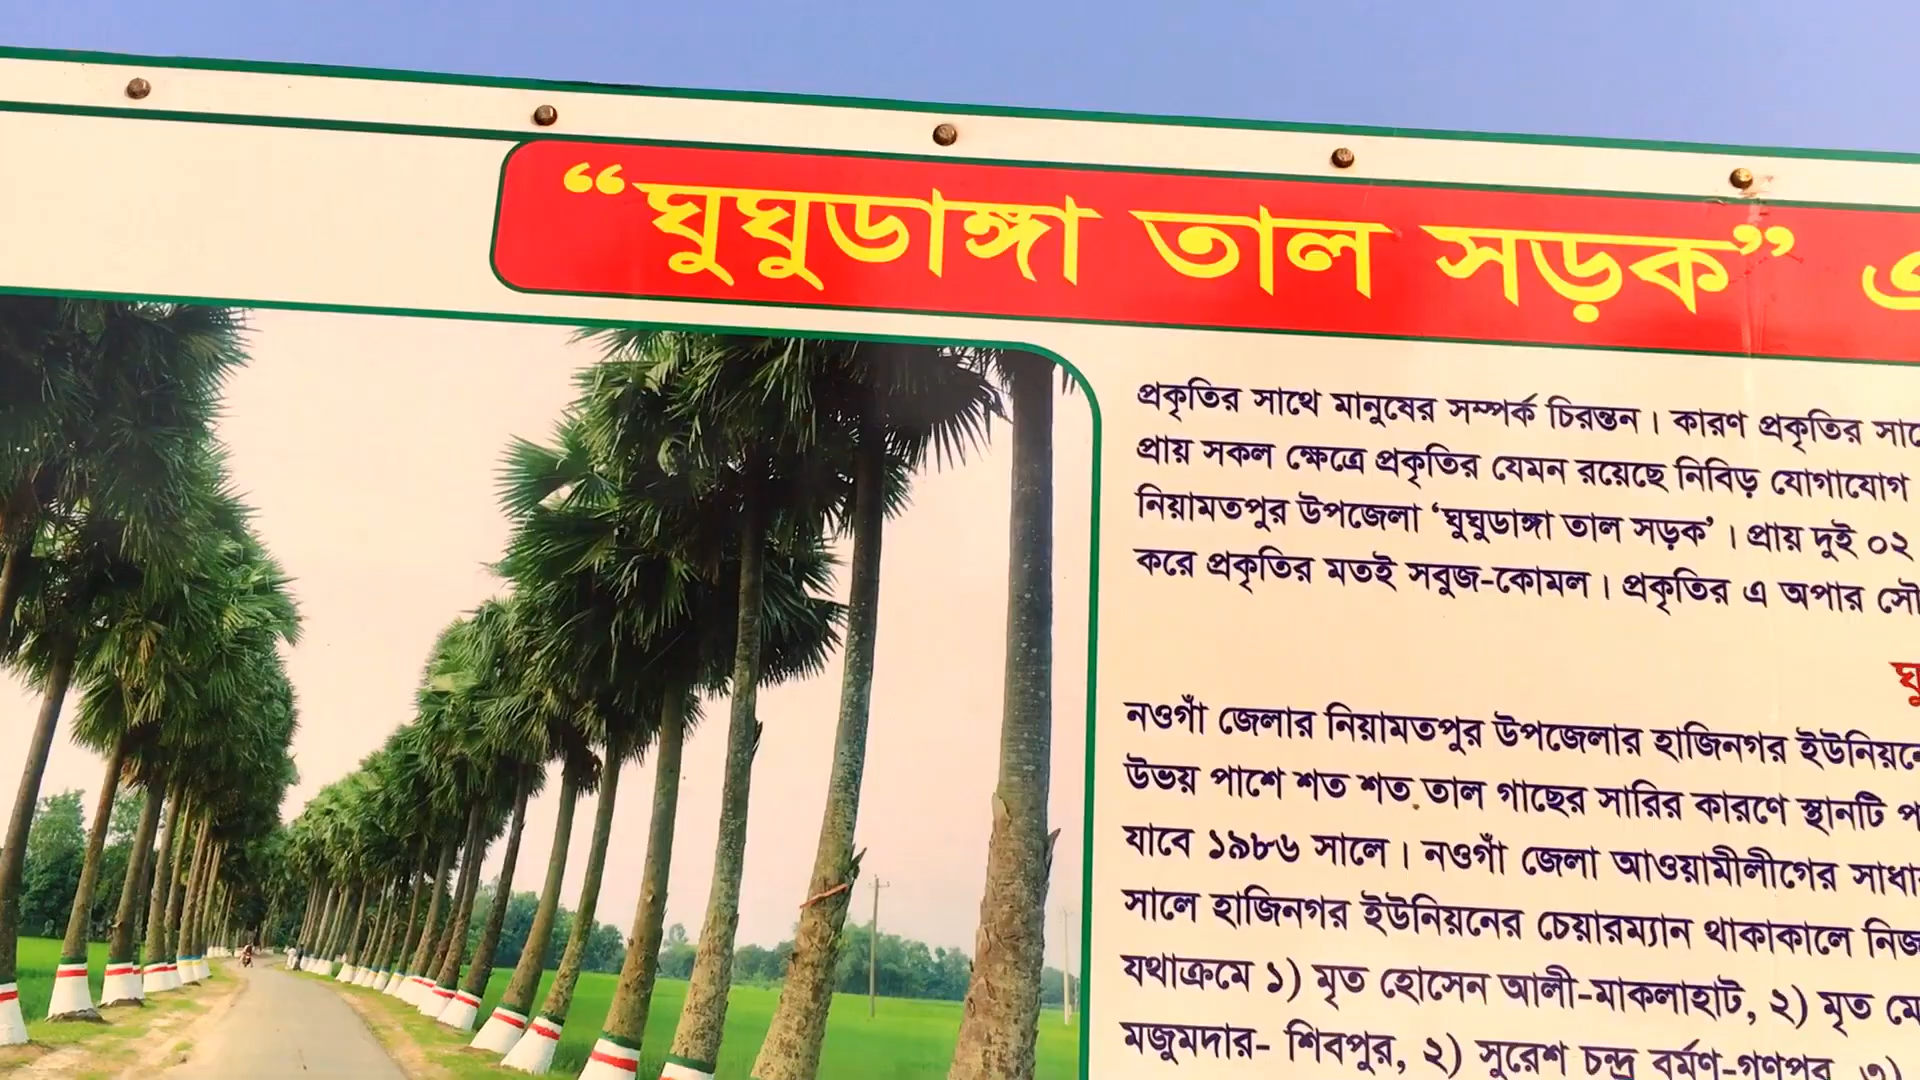 “ঘুঘুডাঙ্গা তাল সড়ক”
প্রকৃতির সাথে মানুষের সম্পর্ক চিরন্তন। কারণ প্রকৃতির
প্রায় সকল ক্ষেত্রে প্রকৃতির যেমন রয়েছে নিবিড় যোগাযোগ
নিয়ামতপুর উপজেলা ‘ঘুঘুডাঙ্গা তাল সড়ক’। প্রায় দুই ০২
করে প্রকৃতির মতই সবুজ-কোমল। প্রকৃতির এ অপার
নওগাঁ জেলার নিয়ামতপুর উপজেলার হাজিনগর
উভয় পাশে শত শত তাল গাছের সারির কারণে স্থানটি
যাবে ১৯৮৬ সালে। নওগাঁ জেলা আওয়ামীলীগের
সালে হাজিনগর ইউনিয়নের চেয়ারম্যান থাকাকালে
যথাক্রমে ১) মৃত হোসেন আলী-মাকলাহাট, ২) মৃত
মজুমদার- শিবপুর, ২) সুরেশ চন্দ্র বর্মণ-গণপুর, ৩)